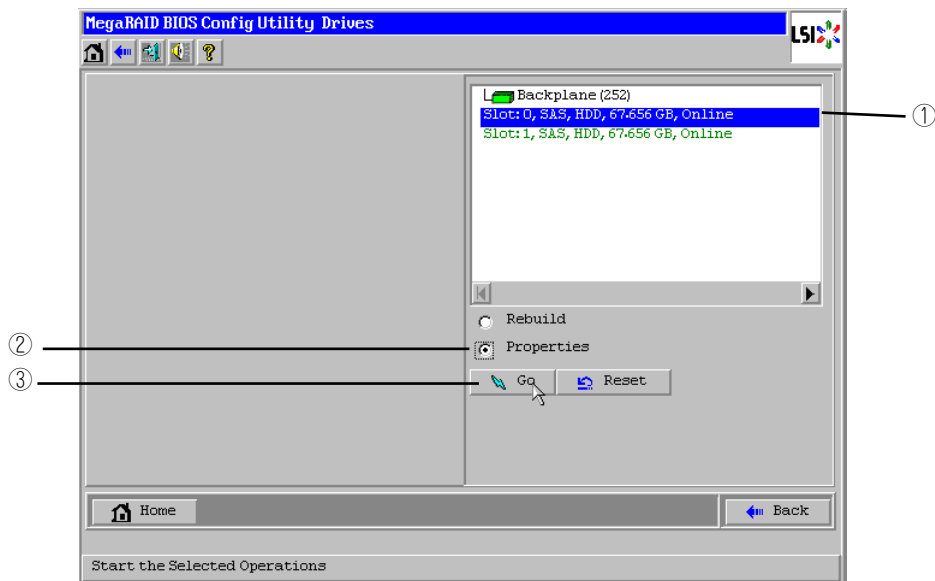 MegaRAID BIOS Config Utility Drives
LSI
Backplane (252)
Slot: 0, SAS, HDD, 67.656 GB, Online
Slot: 1, SAS, HDD, 67.656 GB, Online
①
Rebuild
② Properties
③ Go Reset
Home Back
Start the Selected Operations